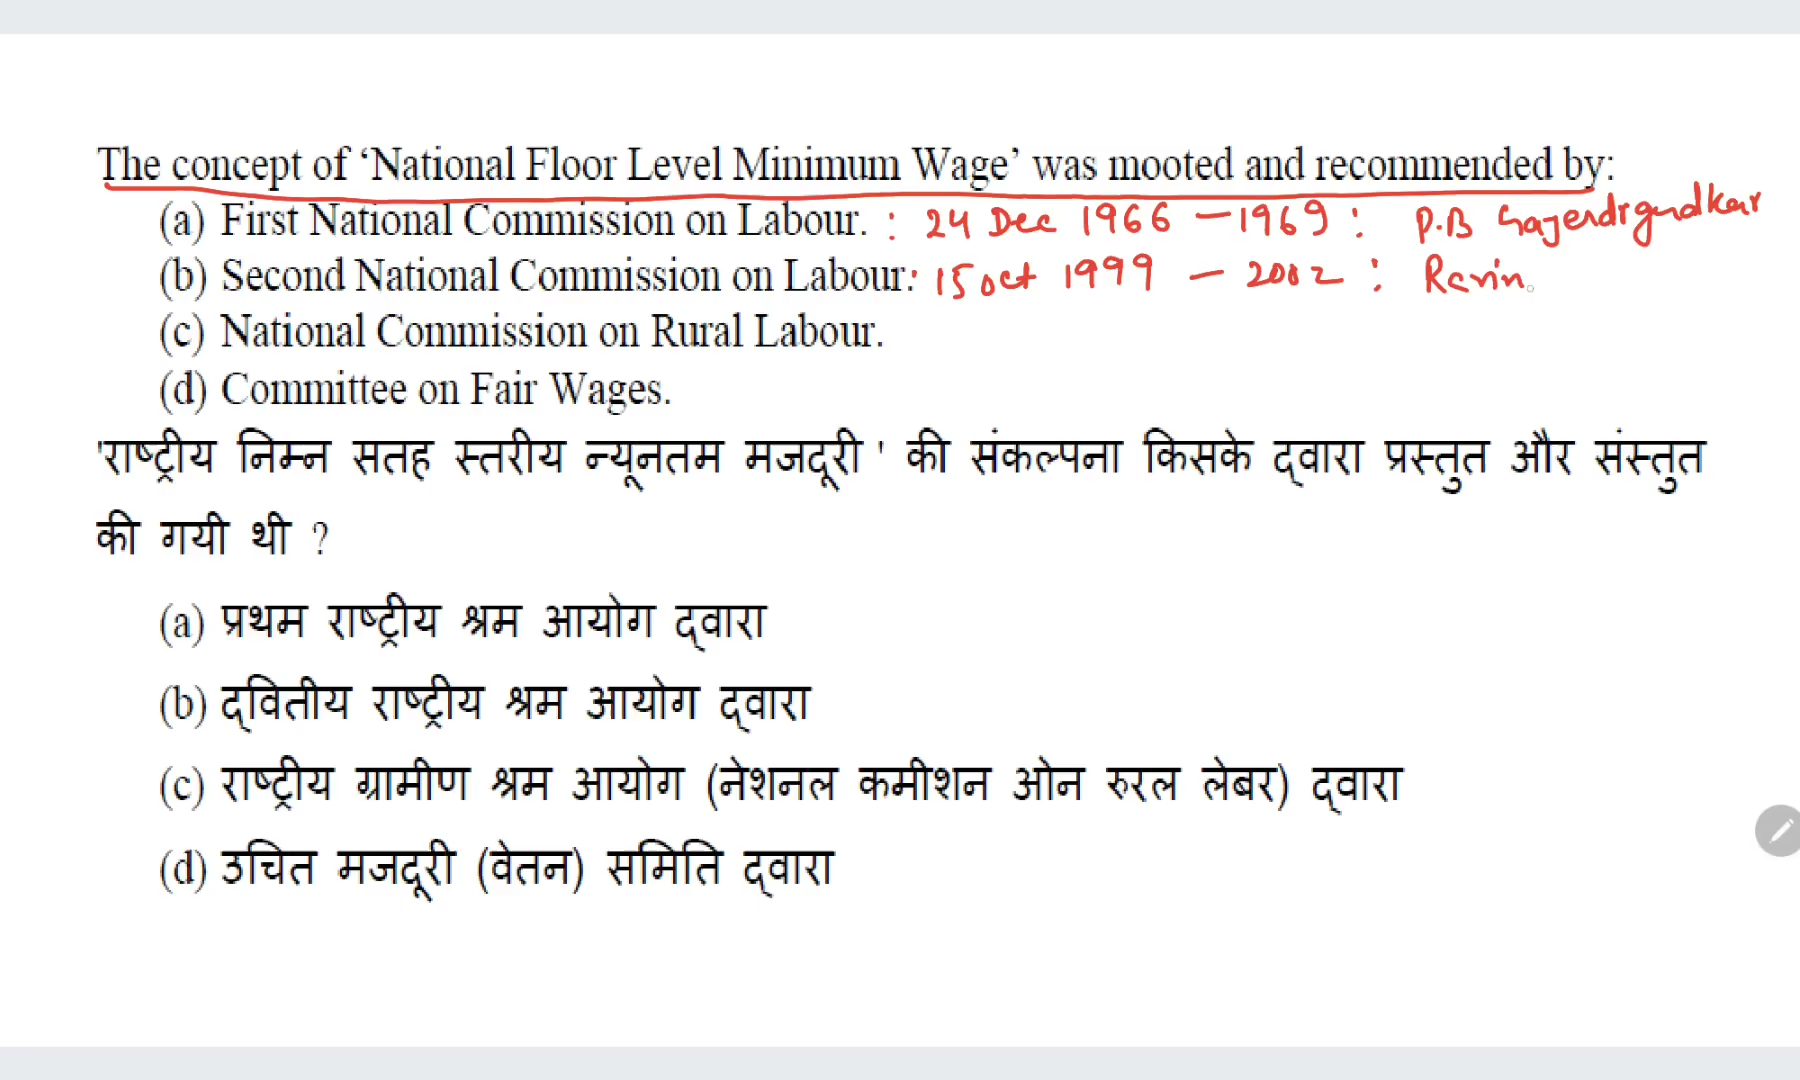 The concept of ‘National Floor Level Minimum Wage’ was mooted and recommended by:
(a) First National Commission on Labour. : 24 Dec 1966 – 1969 : P.B Gajendrgadkar
(b) Second National Commission on Labour: 15 oct 1999 – 2002 : Ravin
(c) National Commission on Rural Labour.
(d) Committee on Fair Wages.
'राष्ट्रीय निम्न सतह स्तरीय न्यूनतम मजदूरी ' की संकल्पना किसके द्वारा प्रस्तुत और संस्तुत
की गयी थी ?
(a) प्रथम राष्ट्रीय श्रम आयोग द्वारा
(b) द्वितीय राष्ट्रीय श्रम आयोग द्वारा
(c) राष्ट्रीय ग्रामीण श्रम आयोग (नेशनल कमीशन ओन रुरल लेबर) द्वारा
(d) उचित मजदूरी (वेतन) समिति द्वारा